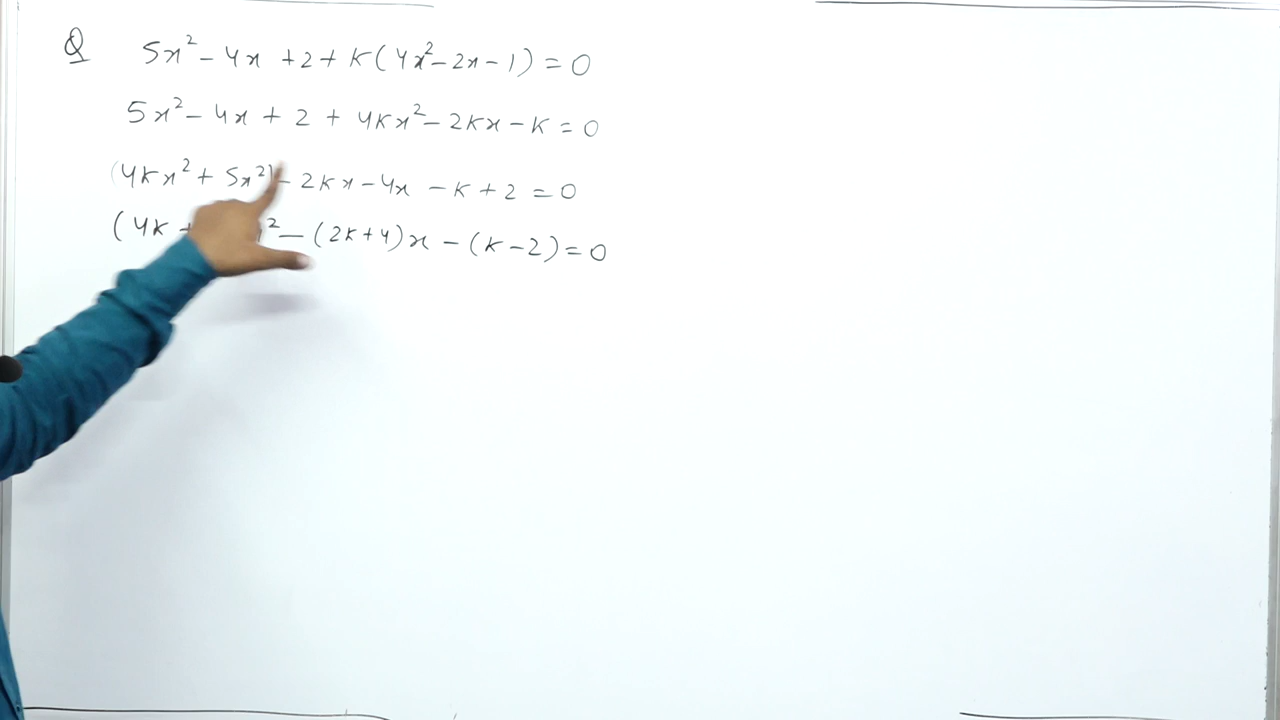 Q 5x² - 4x + 2 + k(4x² - 2x - 1) = 0
5x² - 4x + 2 + 4kx² - 2kx - k = 0
(4kx² + 5x²) - 2kx - 4x - k + 2 = 0
(4k ² - (2k + 4)x - (k - 2) = 0